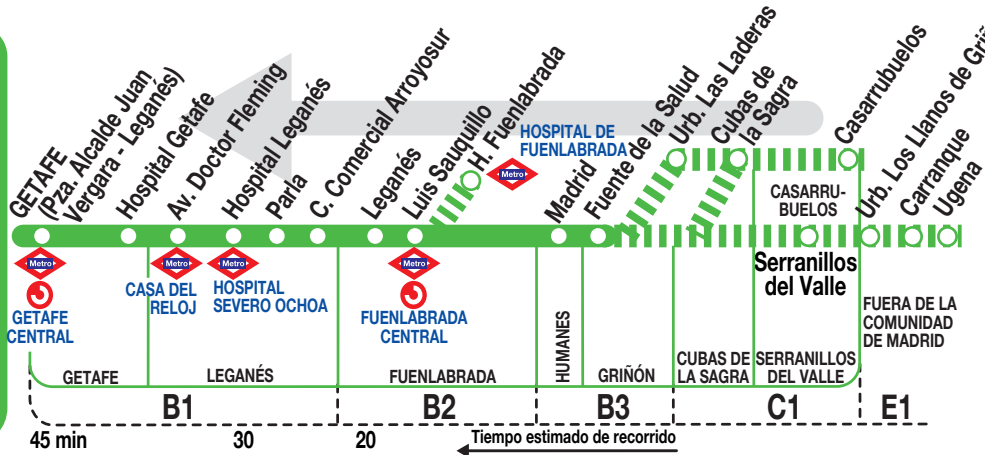 GETAFE
(Pza. Alcalde Juan
Vergara - Leganés)
Hospital Getafe
Av. Doctor Fleming
Hospital Leganés
Parla
C. Comercial Arroyosur
Leganés
Luis Sauquillo
H. Fuenlabrada
HOSPITAL DE
FUENLABRADA
Metro
Madrid
Fuente de la Salud
Urb. Las Laderas
Cubas de
la Sagra
Casarrubuelos
Urb. Los Llanos de Griñ
Carranque
Ugena
CASARRU-
BUELOS
Metro
Metro
Metro
Metro
GETAFE
CENTRAL
CASA DEL
RELOJ
HOSPITAL
SEVERO OCHOA
FUENLABRADA
CENTRAL
Serranillos
del Valle
FUERA DE LA
COMUNIDAD
DE MADRID
GETAFE
LEGANÉS
FUENLABRADA
HUMANES
GRIÑÓN
CUBAS DE
LA SAGRA
SERRANILLOS
DEL VALLE
B1
B2
B3
C1
E1
45 min
30
20
Tiempo estimado de recorrido